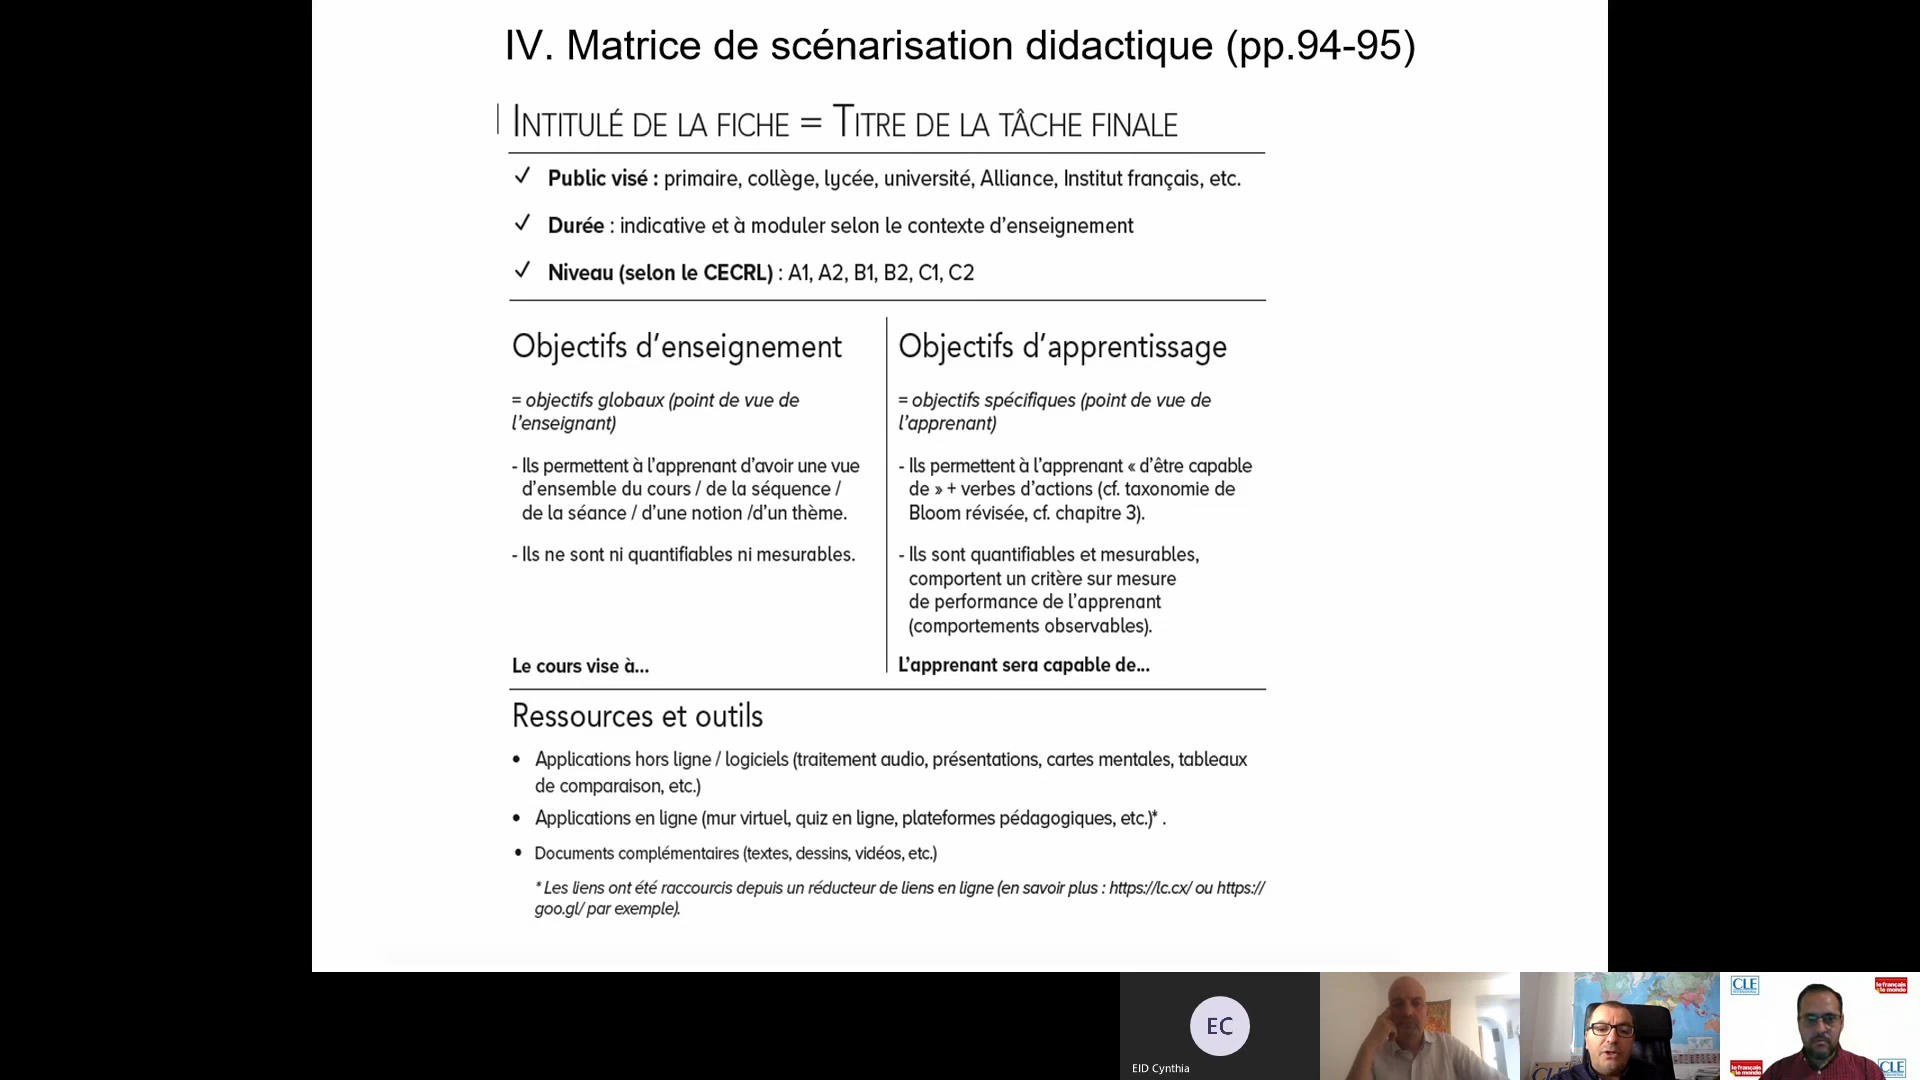 IV. Matrice de scénarisation didactique (pp.94-95)
INTITULÉ DE LA FICHE = TITRE DE LA TÂCHE FINALE
✓ Public visé : primaire, collège, lycée, université, Alliance, Institut français, etc.
✓ Durée : indicative et à moduler selon le contexte d'enseignement
✓ Niveau (selon le CECRL) : A1, A2, B1, B2, C1, C2
Objectifs d'enseignement
= objectifs globaux (point de vue de
l'enseignant)
- Ils permettent à l'apprenant d'avoir une vue
d'ensemble du cours / de la séquence /
de la séance / d'une notion /d'un thème.
- Ils ne sont ni quantifiables ni mesurables.
Le cours vise à...
Objectifs d'apprentissage
= objectifs spécifiques (point de vue de
l'apprenant)
- Ils permettent à l'apprenant « d'être capable
de » + verbes d'actions (cf. taxonomie de
Bloom révisée, cf. chapitre 3).
- Ils sont quantifiables et mesurables,
comportent un critère sur mesure
de performance de l'apprenant
(comportements observables).
L'apprenant sera capable de...
Ressources et outils
• Applications hors ligne / logiciels (traitement audio, présentations, cartes mentales, tableaux
de comparaison, etc.)
• Applications en ligne (mur virtuel, quiz en ligne, plateformes pédagogiques, etc.)* .
• Documents complémentaires (textes, dessins, vidéos, etc.)
* Les liens ont été raccourcis depuis un réducteur de liens en ligne (en savoir plus : https://lc.cx/ ou https://
goo.gl/ par exemple).
EC
EID Cynthia
CLE
INTERNATIONAL
le français
le monde
CLE
le français
le monde
CLE